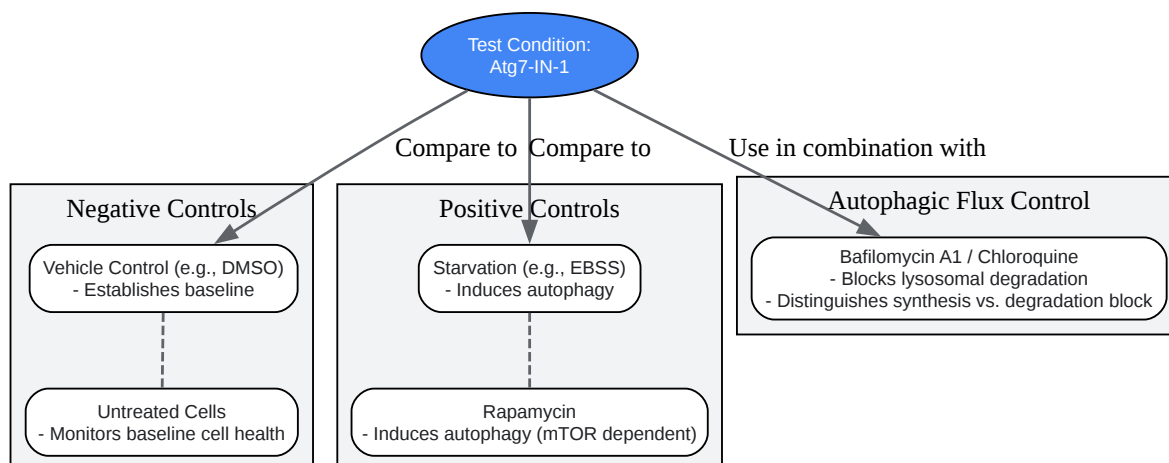 Test Condition:
Atg7-IN-1
Compare to
Compare to
Use in combination with
Negative Controls
Vehicle Control (e.g., DMSO)
- Establishes baseline
Untreated Cells
- Monitors baseline cell health
Positive Controls
Starvation (e.g., EBSS)
- Induces autophagy
Rapamycin
- Induces autophagy (mTOR dependent)
Autophagic Flux Control
Bafilomycin A1 / Chloroquine
- Blocks lysosomal degradation
- Distinguishes synthesis vs. degradation block